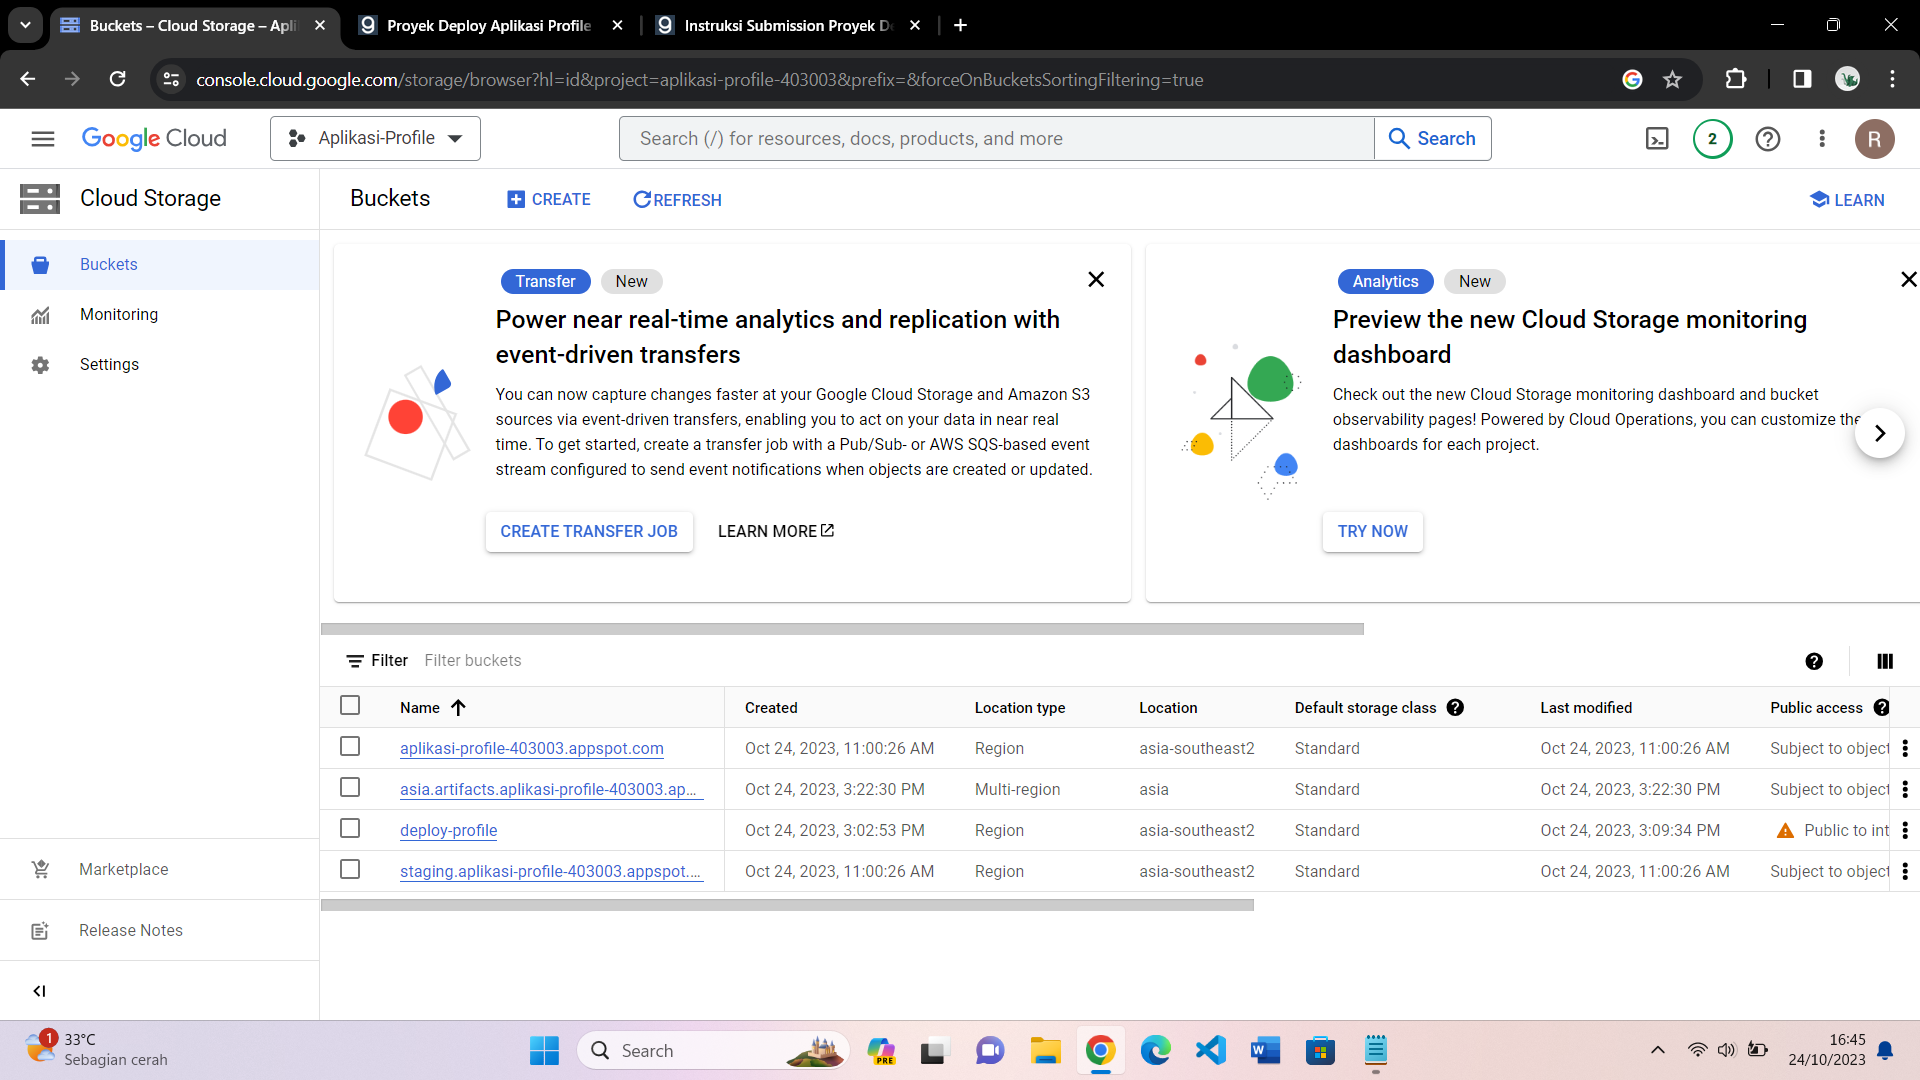 Buckets – Cloud Storage – Apli
Proyek Deploy Aplikasi Profile
Instruksi Submission Proyek De
console.cloud.google.com/storage/browser?hl=id&project=aplikasi-profile-403003&prefix=&forceOnBucketsSortingFiltering=true
Google Cloud
Aplikasi-Profile
Search (/) for resources, docs, products, and more
Search
2
R
Cloud Storage
Buckets
CREATE
REFRESH
LEARN
Buckets
Monitoring
Settings
Transfer
New
Power near real-time analytics and replication with
event-driven transfers
You can now capture changes faster at your Google Cloud Storage and Amazon S3
sources via event-driven transfers, enabling you to act on your data in near real
time. To get started, create a transfer job with a Pub/Sub- or AWS SQS-based event
stream configured to send event notifications when objects are created or updated.
CREATE TRANSFER JOB
LEARN MORE
Analytics
New
Preview the new Cloud Storage monitoring
dashboard
Check out the new Cloud Storage monitoring dashboard and bucket
observability pages! Powered by Cloud Operations, you can customize the
dashboards for each project.
TRY NOW
Filter
Filter buckets
Name Created Location type Location Default storage class Last modified Public access
aplikasi-profile-403003.appspot.com Oct 24, 2023, 11:00:26 AM Region asia-southeast2 Standard Oct 24, 2023, 11:00:26 AM Subject to object
asia.artifacts.aplikasi-profile-403003.ap... Oct 24, 2023, 3:22:30 PM Multi-region asia Standard Oct 24, 2023, 3:22:30 PM Subject to object
deploy-profile Oct 24, 2023, 3:02:53 PM Region asia-southeast2 Standard Oct 24, 2023, 3:09:34 PM Public to int
staging.aplikasi-profile-403003.appspot.... Oct 24, 2023, 11:00:26 AM Region asia-southeast2 Standard Oct 24, 2023, 11:00:26 AM Subject to object
Marketplace
Release Notes
1
33°C
Sebagian cerah
Search
PRE
W
16:45
24/10/2023